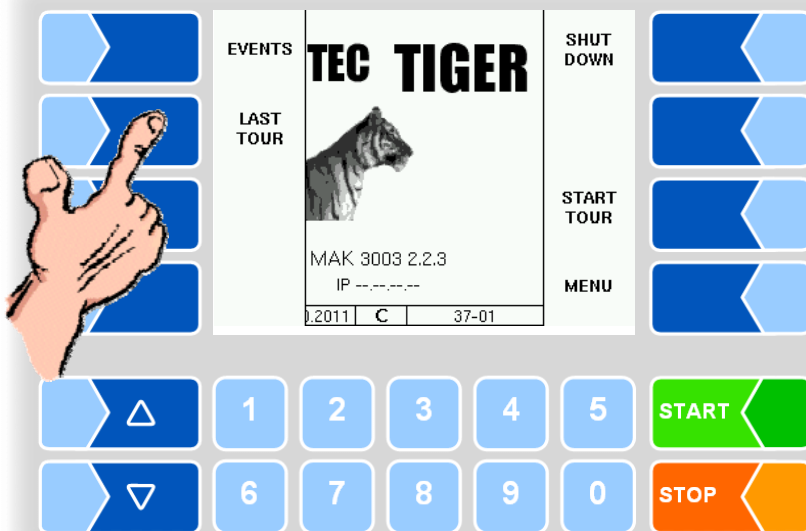 EVENTS
TEC TIGER
SHUT
DOWN
LAST
TOUR
START
TOUR
MAK 3003 2.2.3
IP --.--.--.--
MENU
0.2011 C 37-01
1 2 3 4 5 START
6 7 8 9 0 STOP